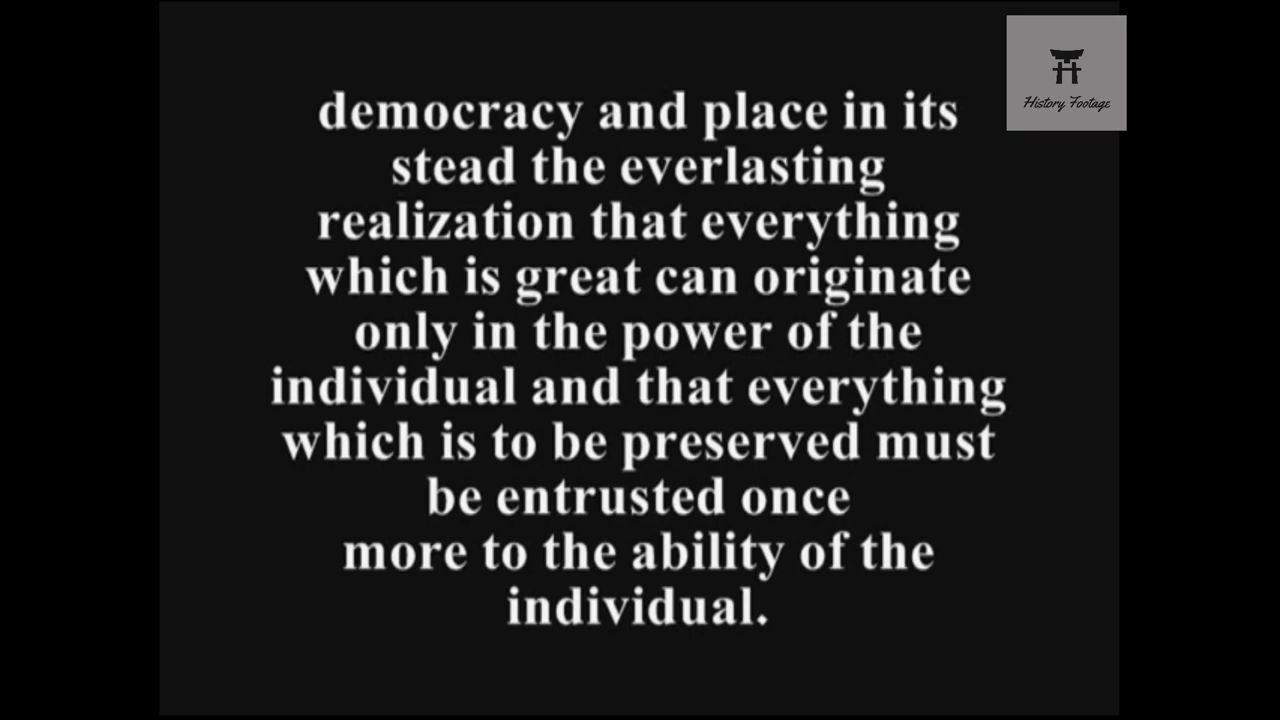 democracy and place in its
stead the everlasting
realization that everything
which is great can originate
only in the power of the
individual and that everything
which is to be preserved must
be entrusted once
more to the ability of the
individual.
History Footage